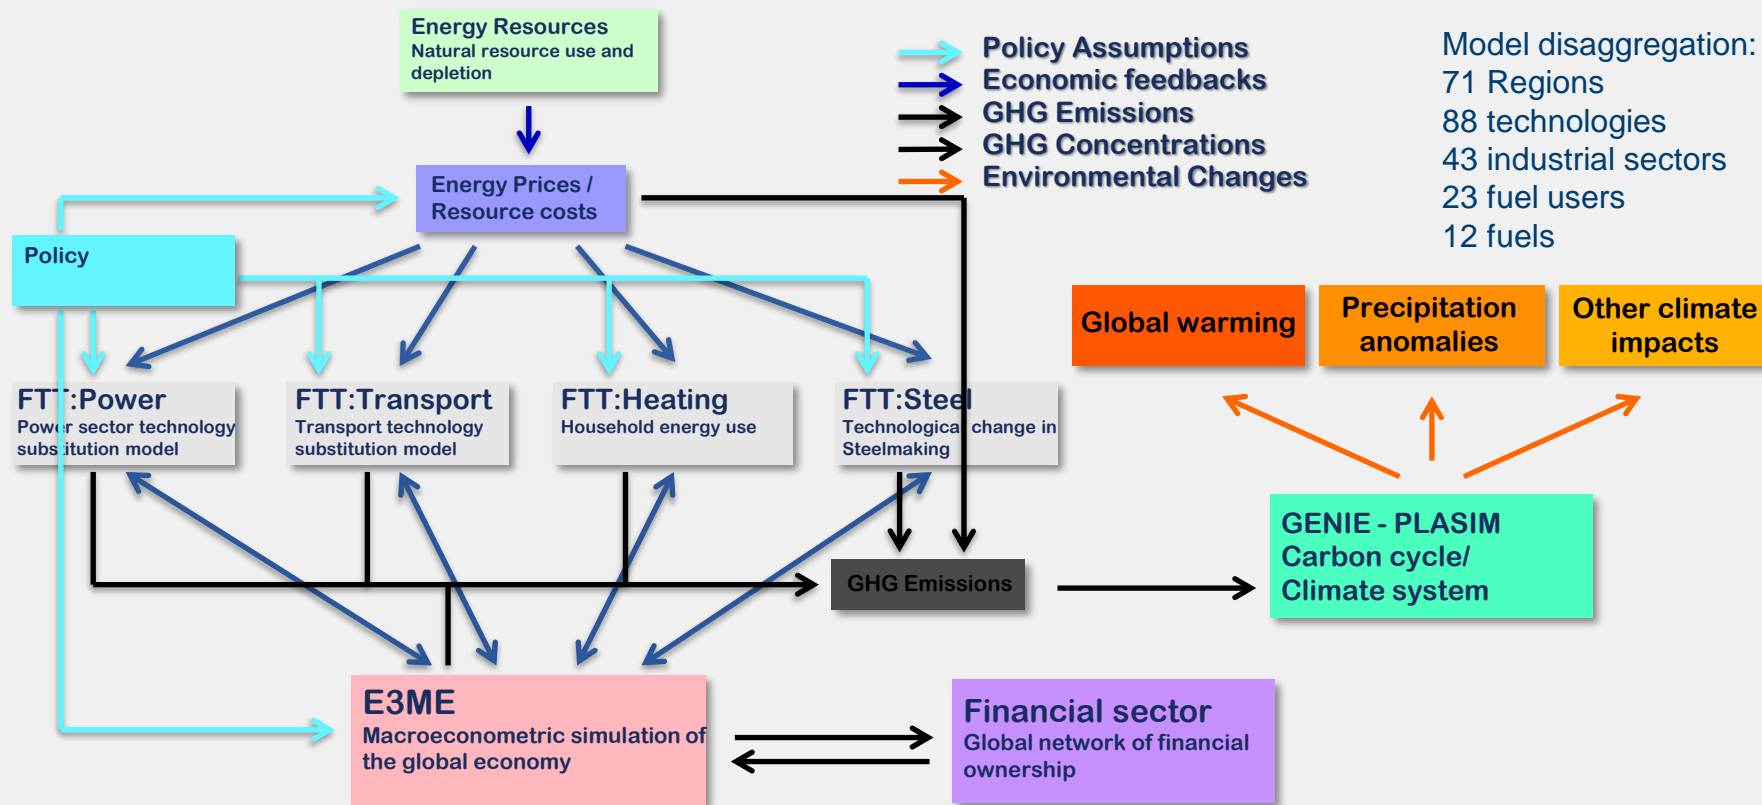 Energy Resources
Natural resource use and
depletion
Policy Assumptions
Economic feedbacks
GHG Emissions
GHG Concentrations
Environmental Changes
Model disaggregation:
71 Regions
88 technologies
43 industrial sectors
23 fuel users
12 fuels
Energy Prices /
Resource costs
Policy
Global warming
Precipitation
anomalies
Other climate
impacts
FTT:Power
Power sector technology
substitution model
FTT:Transport
Transport technology
substitution model
FTT:Heating
Household energy use
FTT:Steel
Technological change in
Steelmaking
GHG Emissions
GENIE - PLASIM
Carbon cycle/
Climate system
E3ME
Macroeconometric simulation of
the global economy
Financial sector
Global network of financial
ownership